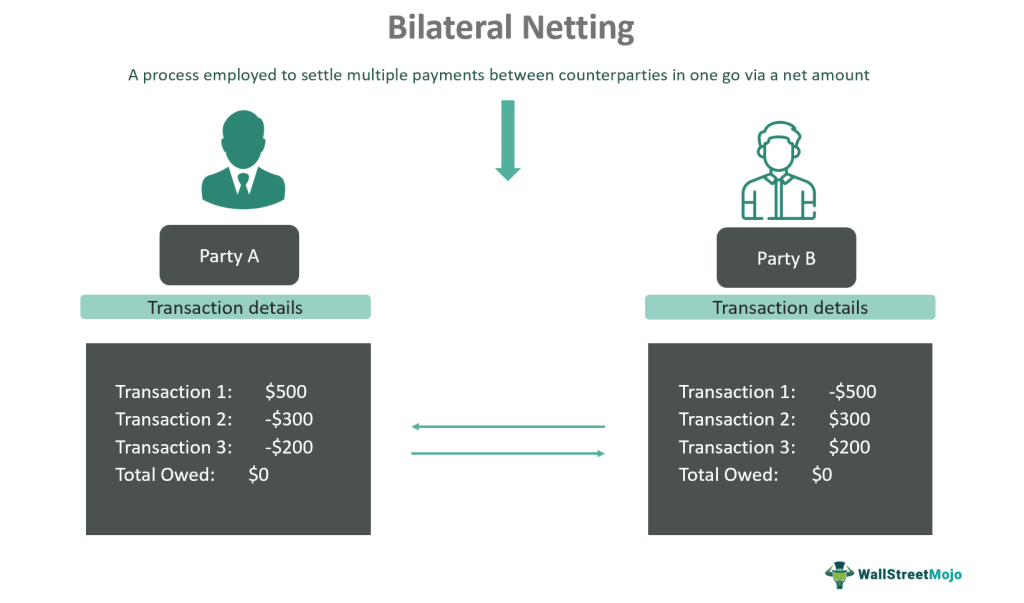 Bilateral Netting
A process employed to settle multiple payments between counterparties in one go via a net amount
Party A
Transaction details
Transaction 1: $500
Transaction 2: -$300
Transaction 3: -$200
Total Owed: $0
Party B
Transaction details
Transaction 1: -$500
Transaction 2: $300
Transaction 3: $200
Total Owed: $0
WallStreetMojo